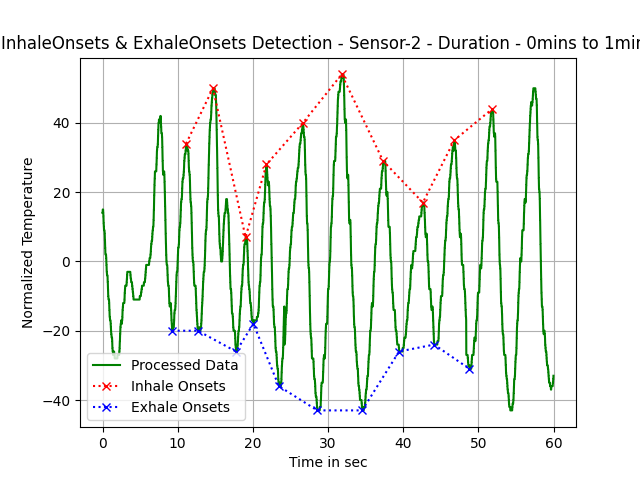 InhaleOnsets & ExhaleOnsets Detection - Sensor-2 - Duration - 0mins to 1min
Normalized Temperature
40
20
0
−20
−40
Processed Data
Inhale Onsets
Exhale Onsets
0 10 20 30 40 50 60
Time in sec